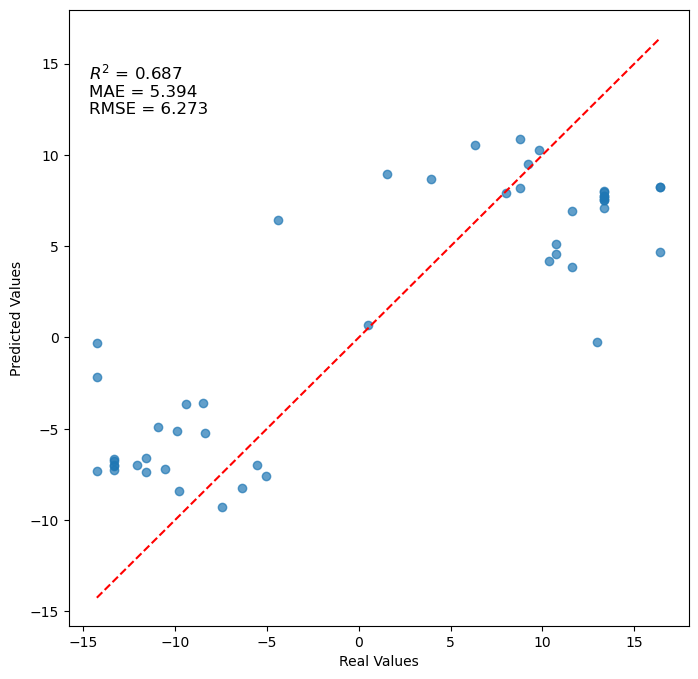 R² = 0.687
MAE = 5.394
RMSE = 6.273
15
10
5
0
−5
−10
−15
Predicted Values
−15 −10 −5 0 5 10 15
Real Values